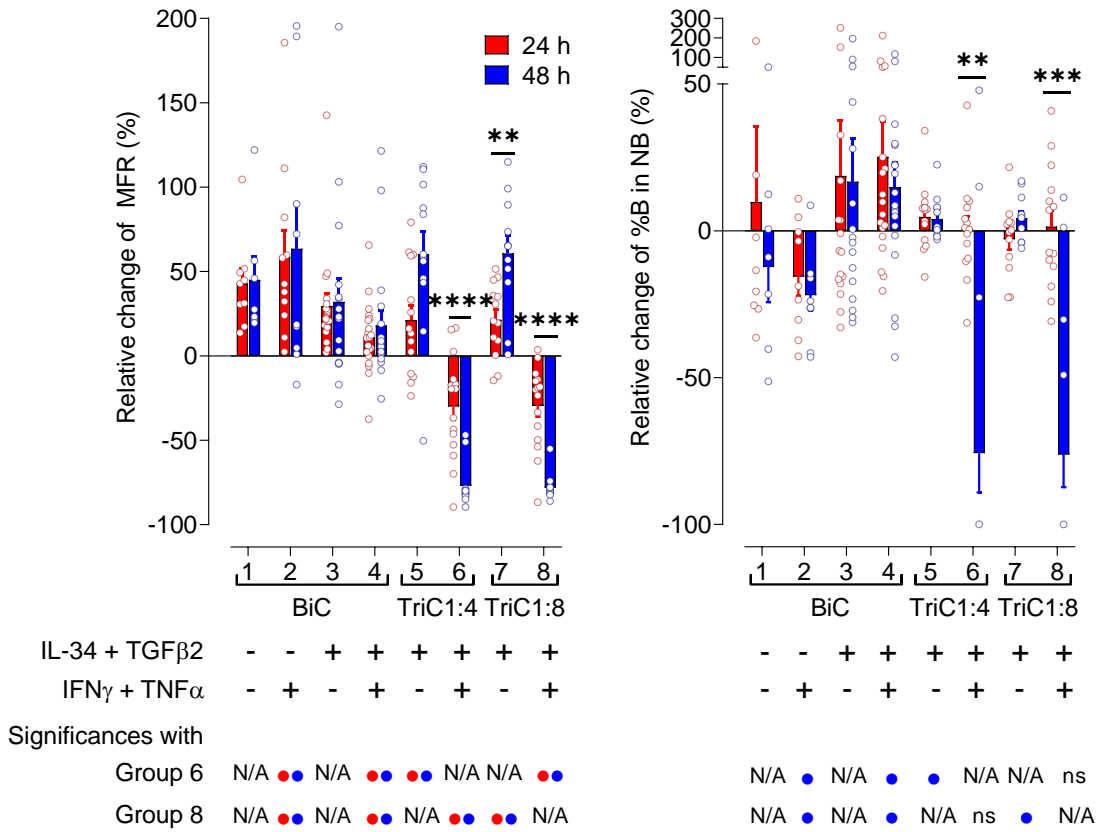 Relative change of MFR (%)
200
150
100
50
0
-50
-100
24 h
48 h
**
****
****
1 2 3 4 5 6 7 8
BiC TriC1:4 TriC1:8
Relative change of %B in NB (%)
300
200
100
50
0
-50
-100
**
***
1 2 3 4 5 6 7 8
BiC TriC1:4 TriC1:8
IL-34 + TGFβ2 - - + + + + + + - - + + + + + +
IFNγ + TNFα - + - + - + - + - + - + - + - +
Significances with
Group 6 N/A N/A N/A N/A N/A N/A N/A N/A ns
Group 8 N/A N/A N/A N/A N/A N/A N/A ns N/A